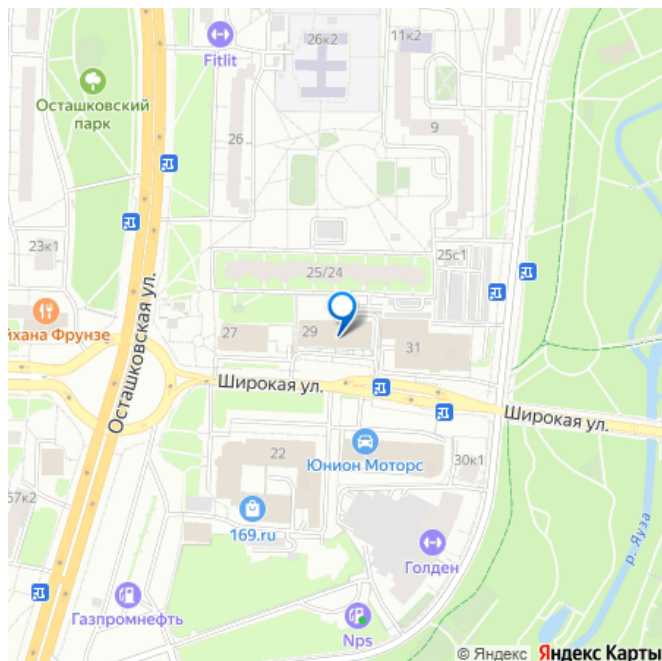 26к2
11к2
Fitlit
Осташковский
парк
9
26
23к1
25с1
25/24
йхана Фрунзе
27
29
31
Осташковская ул.
Широкая ул.
Широкая ул.
22
Юнион Моторс
30к1
57к2
169.ru
Голден
р. Яуза
Газпромнефть
Nps
© Яндекс Яндекс Карты